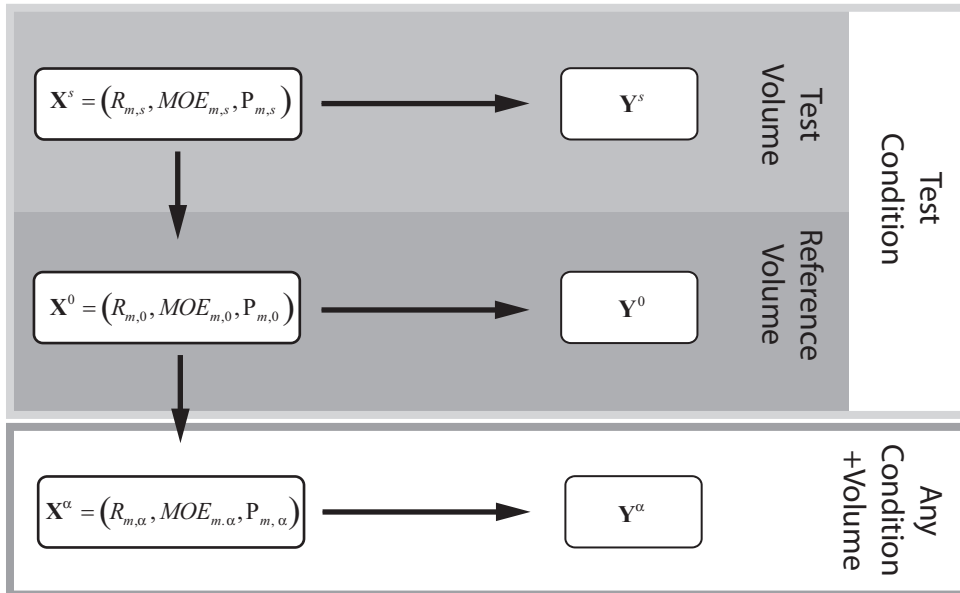 X^s = (R_{m,s}, MOE_{m,s}, P_{m,s})
Y^s
Test
Volume
X^0 = (R_{m,0}, MOE_{m,0}, P_{m,0})
Y^0
Reference
Volume
Test
Condition
X^α = (R_{m,α}, MOE_{m.α}, P_{m, α})
Y^α
Any
Condition
+Volume